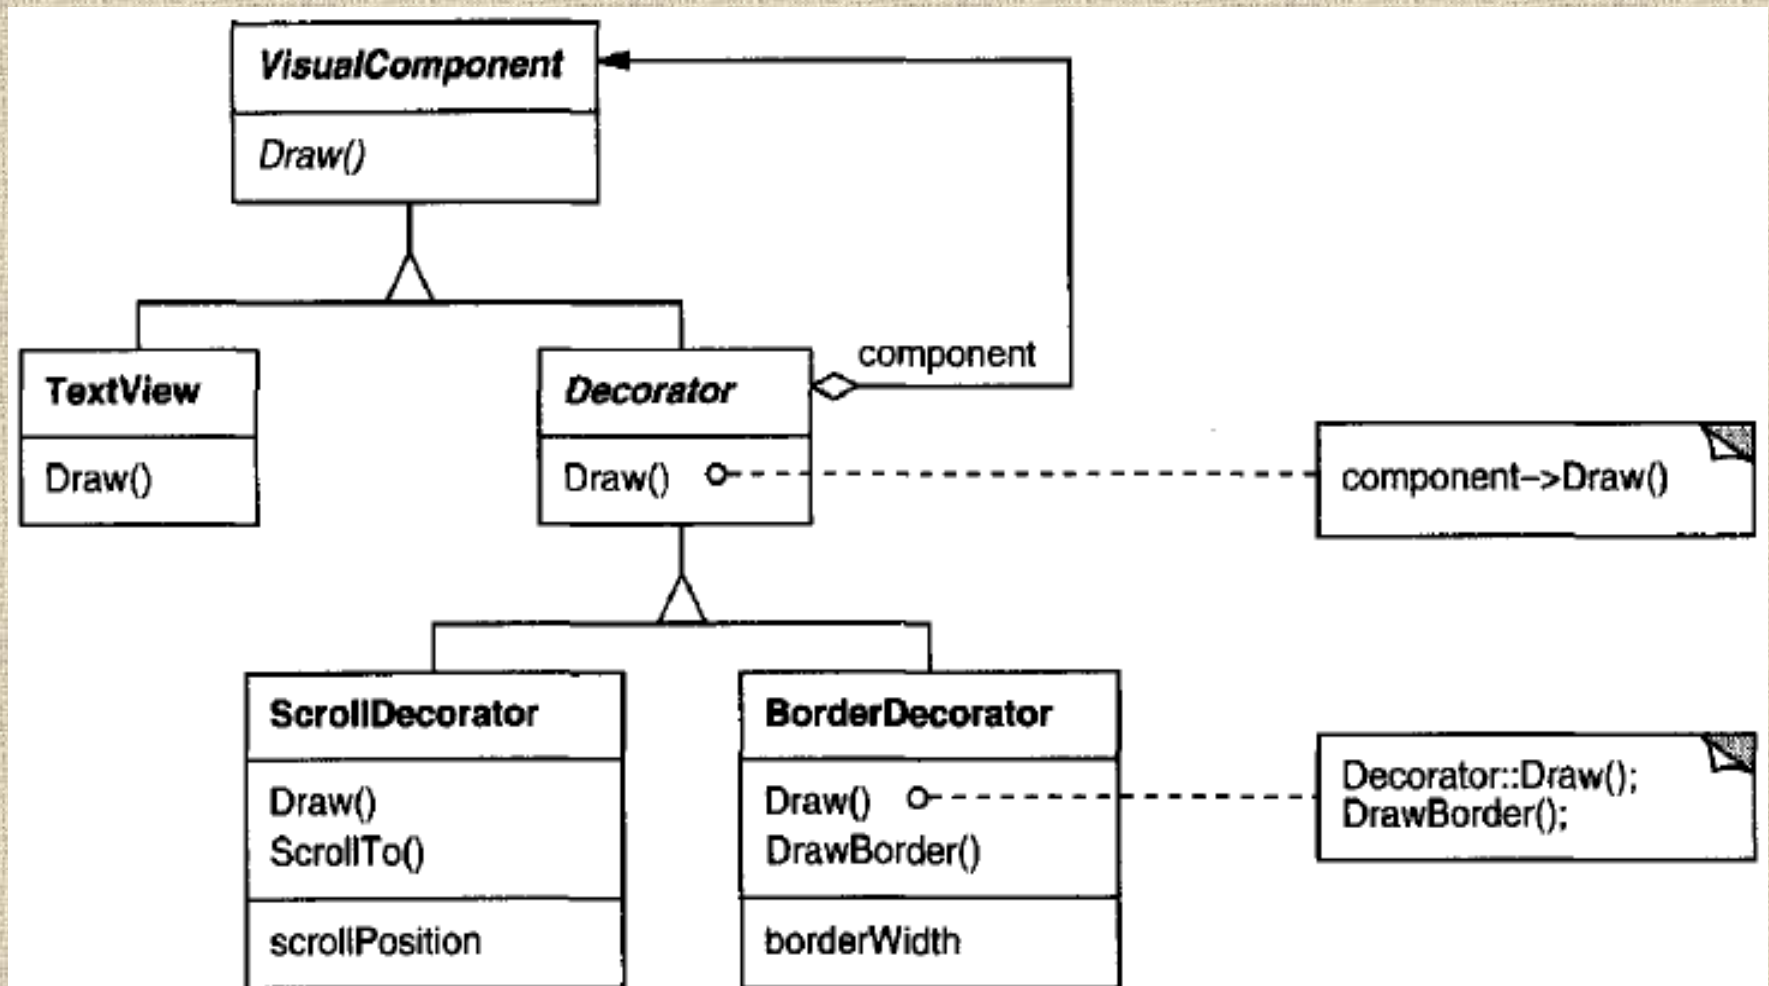 VisualComponent
Draw()
component
TextView
Draw()
Decorator
Draw()
component–>Draw()
ScrollDecorator
Draw()
ScrollTo()
scrollPosition
BorderDecorator
Draw()
DrawBorder()
borderWidth
Decorator::Draw();
DrawBorder();